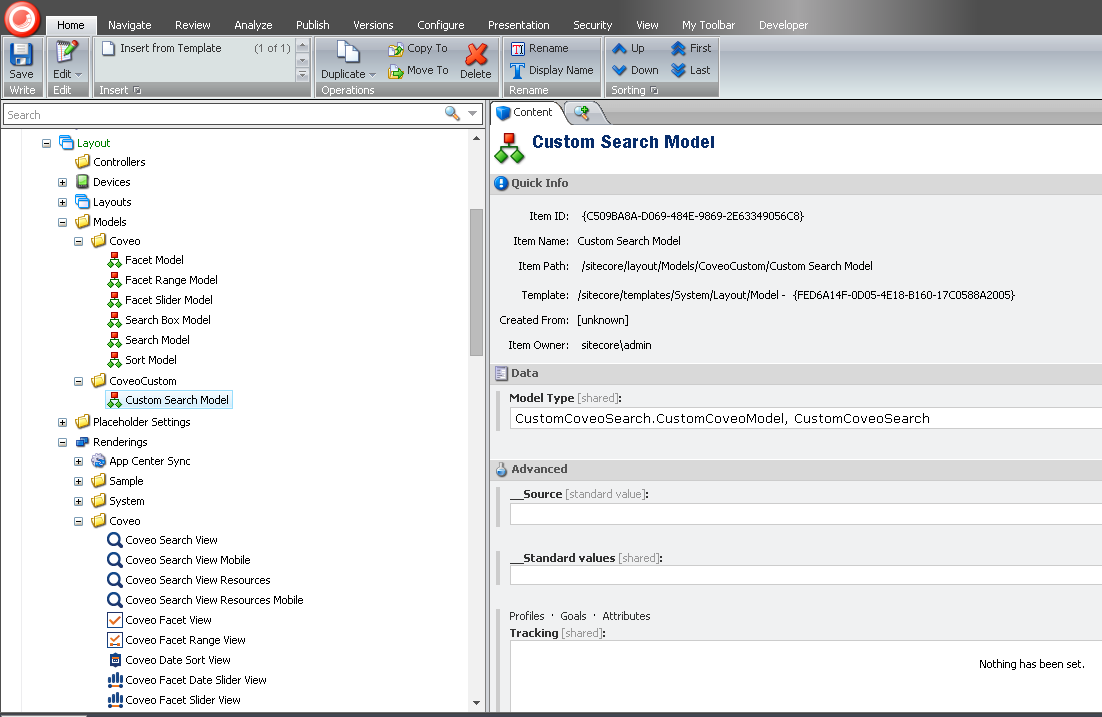 Home Navigate Review Analyze Publish Versions Configure Presentation Security View My Toolbar Developer
Save
Write
Edit
Edit
Insert from Template (1 of 1)
Insert
Duplicate
Copy To
Move To
Delete
Operations
Rename
Display Name
Rename
Up
Down
First
Last
Sorting
Search
Layout
Controllers
Devices
Layouts
Models
Coveo
Facet Model
Facet Range Model
Facet Slider Model
Search Box Model
Search Model
Sort Model
CoveoCustom
Custom Search Model
Placeholder Settings
Renderings
App Center Sync
Sample
System
Coveo
Coveo Search View
Coveo Search View Mobile
Coveo Search View Resources
Coveo Search View Resources Mobile
Coveo Facet View
Coveo Facet Range View
Coveo Date Sort View
Coveo Facet Date Slider View
Coveo Facet Slider View
Content
Custom Search Model
Quick Info
Item ID: {C509BA8A-D069-484E-9869-2E63349056C8}
Item Name: Custom Search Model
Item Path: /sitecore/layout/Models/CoveoCustom/Custom Search Model
Template: /sitecore/templates/System/Layout/Model - {FED6A14F-0D05-4E18-B160-17C0588A2005}
Created From: [unknown]
Item Owner: sitecore\admin
Data
Model Type [shared]:
CustomCoveoSearch.CustomCoveoModel, CustomCoveoSearch
Advanced
__Source [standard value]:
__Standard values [shared]:
Profiles · Goals · Attributes
Tracking [shared]:
Nothing has been set.